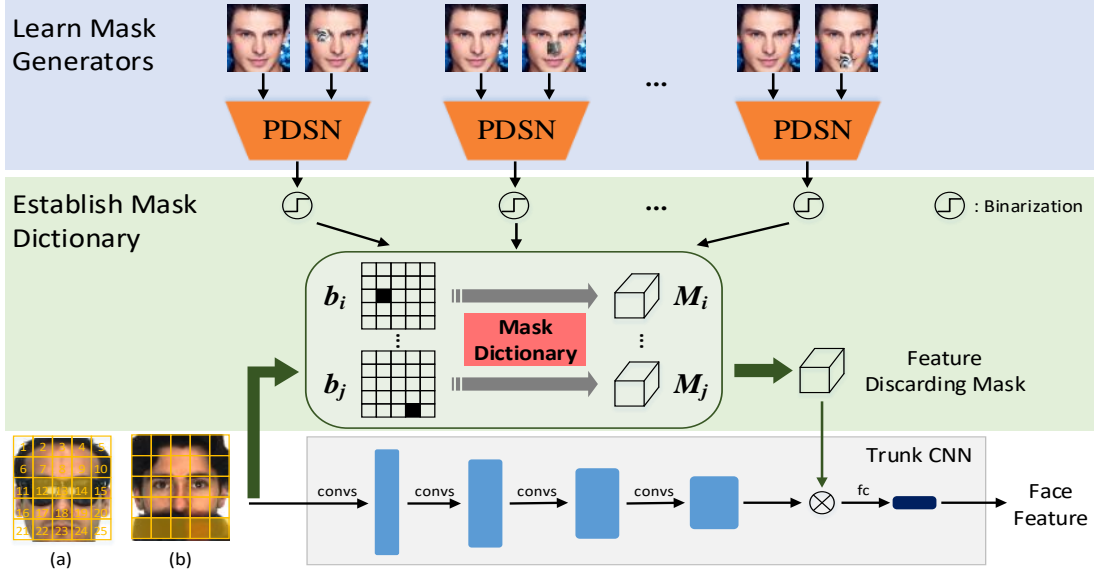 Learn Mask
Generators
...
PDSN
PDSN
PDSN
Establish Mask
Dictionary
...
: Binarization
b_i
M_i
Mask
Dictionary
...
...
b_j
M_j
Feature
Discarding Mask
1 2 3 4 5
6 7 8 9 10
11 12 13 14 15
16 17 18 19 20
21 22 23 24 25
Trunk CNN
convs
convs
convs
convs
fc
Face
Feature
(a)
(b)